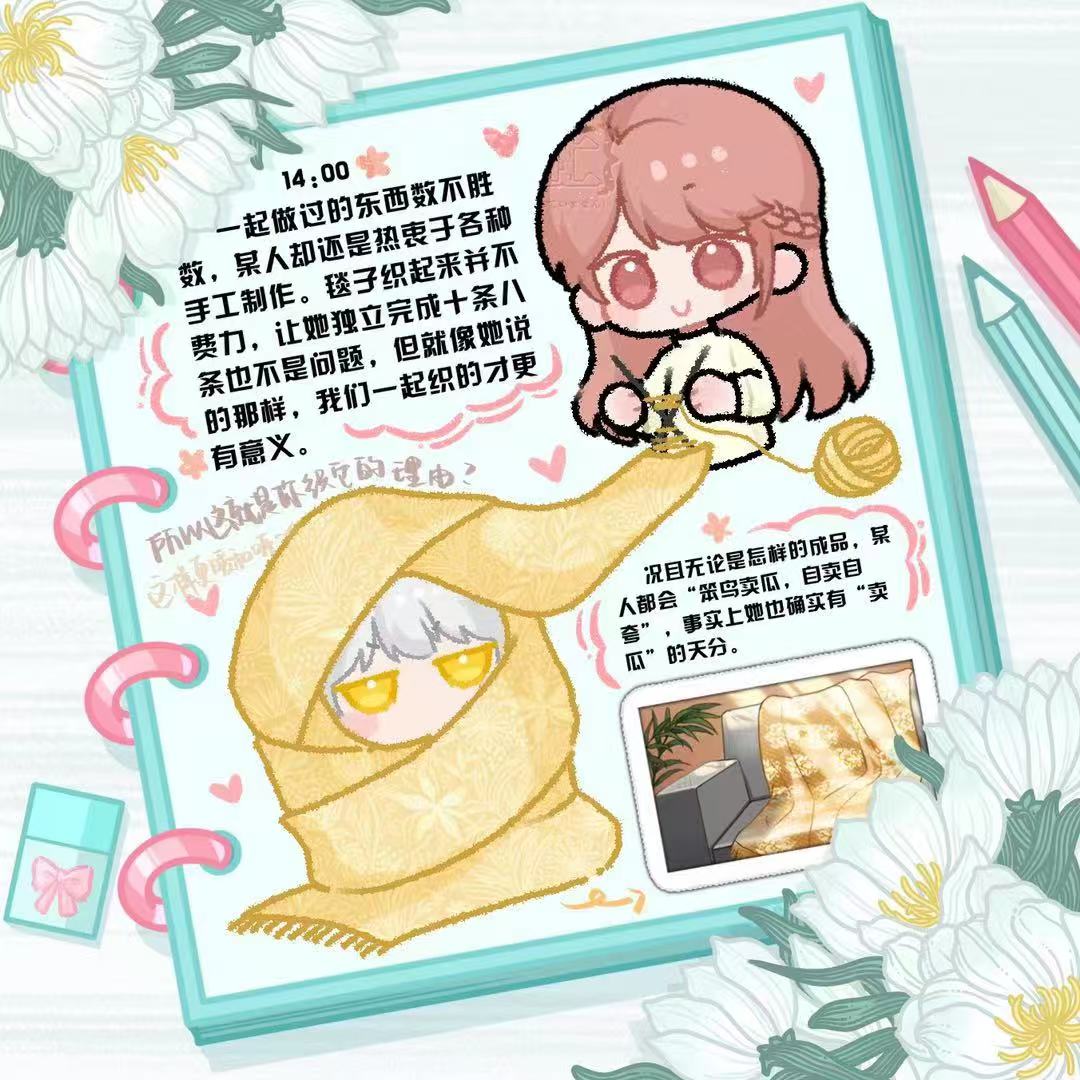 14:00
一起做过的东西数不胜
数，某人却还是热衷于各种
手工制作。毯子织起来并不
费力，让她独立完成十条八
条也不是问题，但就像她说
的那样，我们一起织的才更
有意义。
所以这就是你织它的理由？
况且无论是怎样的成品，某
人都会“笨鸟卖瓜，自卖自
夸”，事实上她也确实有“卖
瓜”的天分。